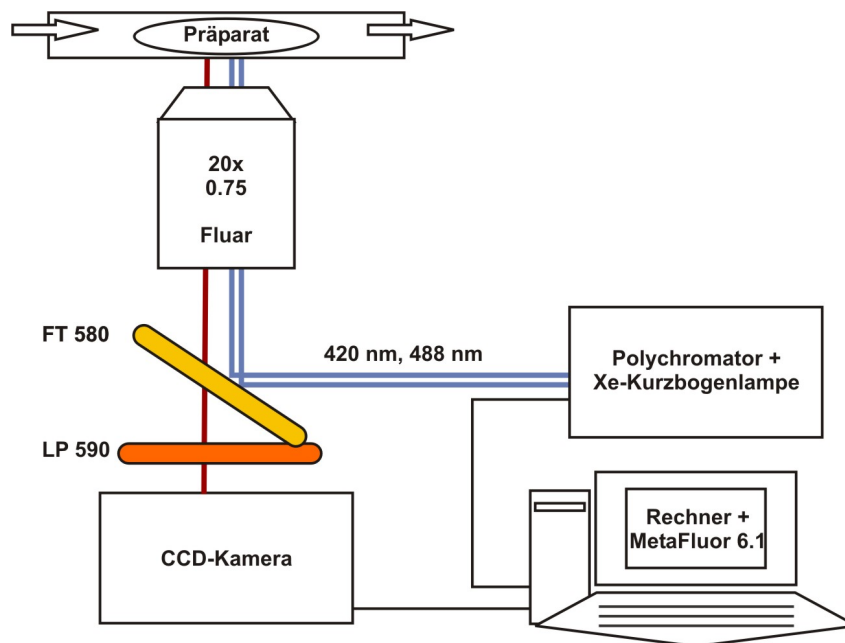 Präparat
20x
0.75
Fluar
FT 580
420 nm, 488 nm
Polychromator +
Xe-Kurzbogenlampe
LP 590
CCD-Kamera
Rechner +
MetaFluor 6.1